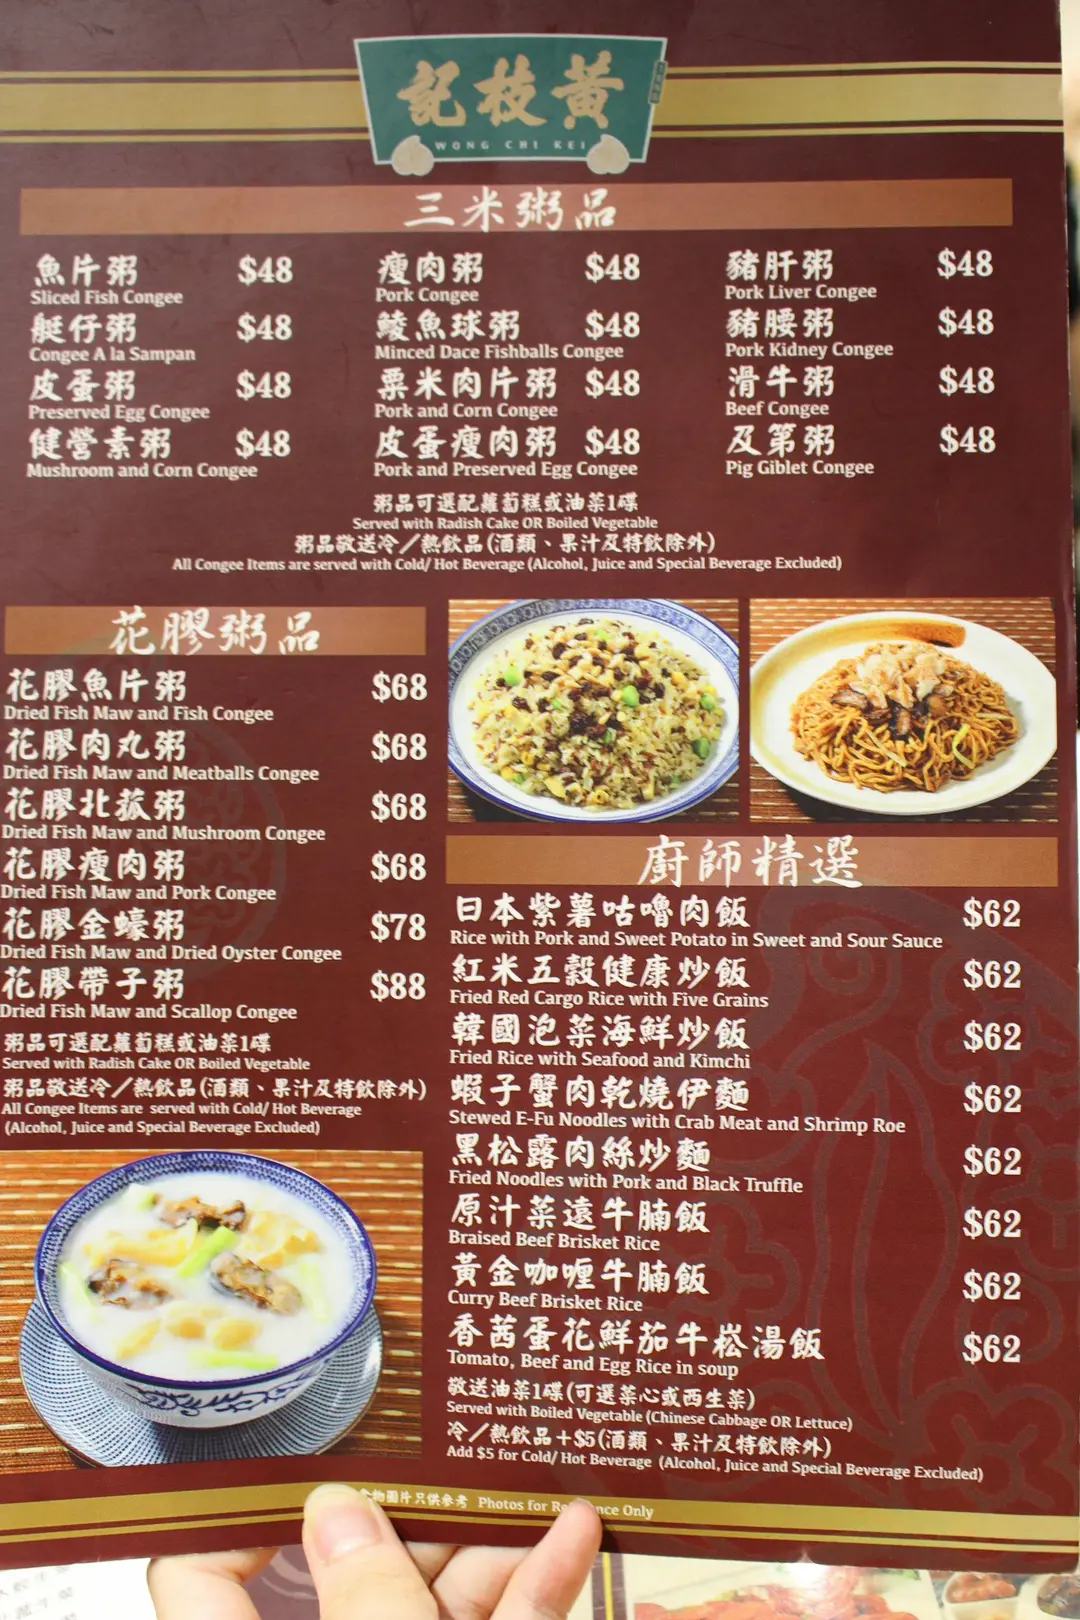 記枝黃
WONG CHI KEI
三米粥品
魚片粥 $48
Sliced Fish Congee
艇仔粥 $48
Congee A la Sampan
皮蛋粥 $48
Preserved Egg Congee
健營素粥 $48
Mushroom and Corn Congee
瘦肉粥 $48
Pork Congee
鯪魚球粥 $48
Minced Dace Fishballs Congee
粟米肉片粥 $48
Pork and Corn Congee
皮蛋瘦肉粥 $48
Pork and Preserved Egg Congee
豬肝粥 $48
Pork Liver Congee
豬腰粥 $48
Pork Kidney Congee
滑牛粥 $48
Beef Congee
及第粥 $48
Pig Giblet Congee
粥品可選配蘿蔔糕或油菜1碟
Served with Radish Cake OR Boiled Vegetable
粥品敬送冷／熱飲品(酒類、果汁及特飲除外)
All Congee Items are served with Cold/ Hot Beverage (Alcohol, Juice and Special Beverage Excluded)
花膠粥品
花膠魚片粥 $68
Dried Fish Maw and Fish Congee
花膠肉丸粥 $68
Dried Fish Maw and Meatballs Congee
花膠北菰粥 $68
Dried Fish Maw and Mushroom Congee
花膠瘦肉粥 $68
Dried Fish Maw and Pork Congee
花膠金蠔粥 $78
Dried Fish Maw and Dried Oyster Congee
花膠帶子粥 $88
Dried Fish Maw and Scallop Congee
粥品可選配蘿蔔糕或油菜1碟
Served with Radish Cake OR Boiled Vegetable
粥品敬送冷／熱飲品(酒類、果汁及特飲除外)
All Congee Items are served with Cold/ Hot Beverage
(Alcohol, Juice and Special Beverage Excluded)
廚師精選
日本紫薯咕嚕肉飯 $62
Rice with Pork and Sweet Potato in Sweet and Sour Sauce
紅米五穀健康炒飯 $62
Fried Red Cargo Rice with Five Grains
韓國泡菜海鮮炒飯 $62
Fried Rice with Seafood and Kimchi
蝦子蟹肉乾燒伊麵 $62
Stewed E-Fu Noodles with Crab Meat and Shrimp Roe
黑松露肉絲炒麵 $62
Fried Noodles with Pork and Black Truffle
原汁菜遠牛腩飯 $62
Braised Beef Brisket Rice
黃金咖喱牛腩飯 $62
Curry Beef Brisket Rice
香茜蛋花鮮茄牛崧湯飯 $62
Tomato, Beef and Egg Rice in soup
敬送油菜1碟(可選菜心或西生菜)
Served with Boiled Vegetable (Chinese Cabbage OR Lettuce)
冷／熱飲品＋$5(酒類、果汁及特飲除外)
Add $5 for Cold/ Hot Beverage (Alcohol, Juice and Special Beverage Excluded)
物圖片只供參考 Photos for Only